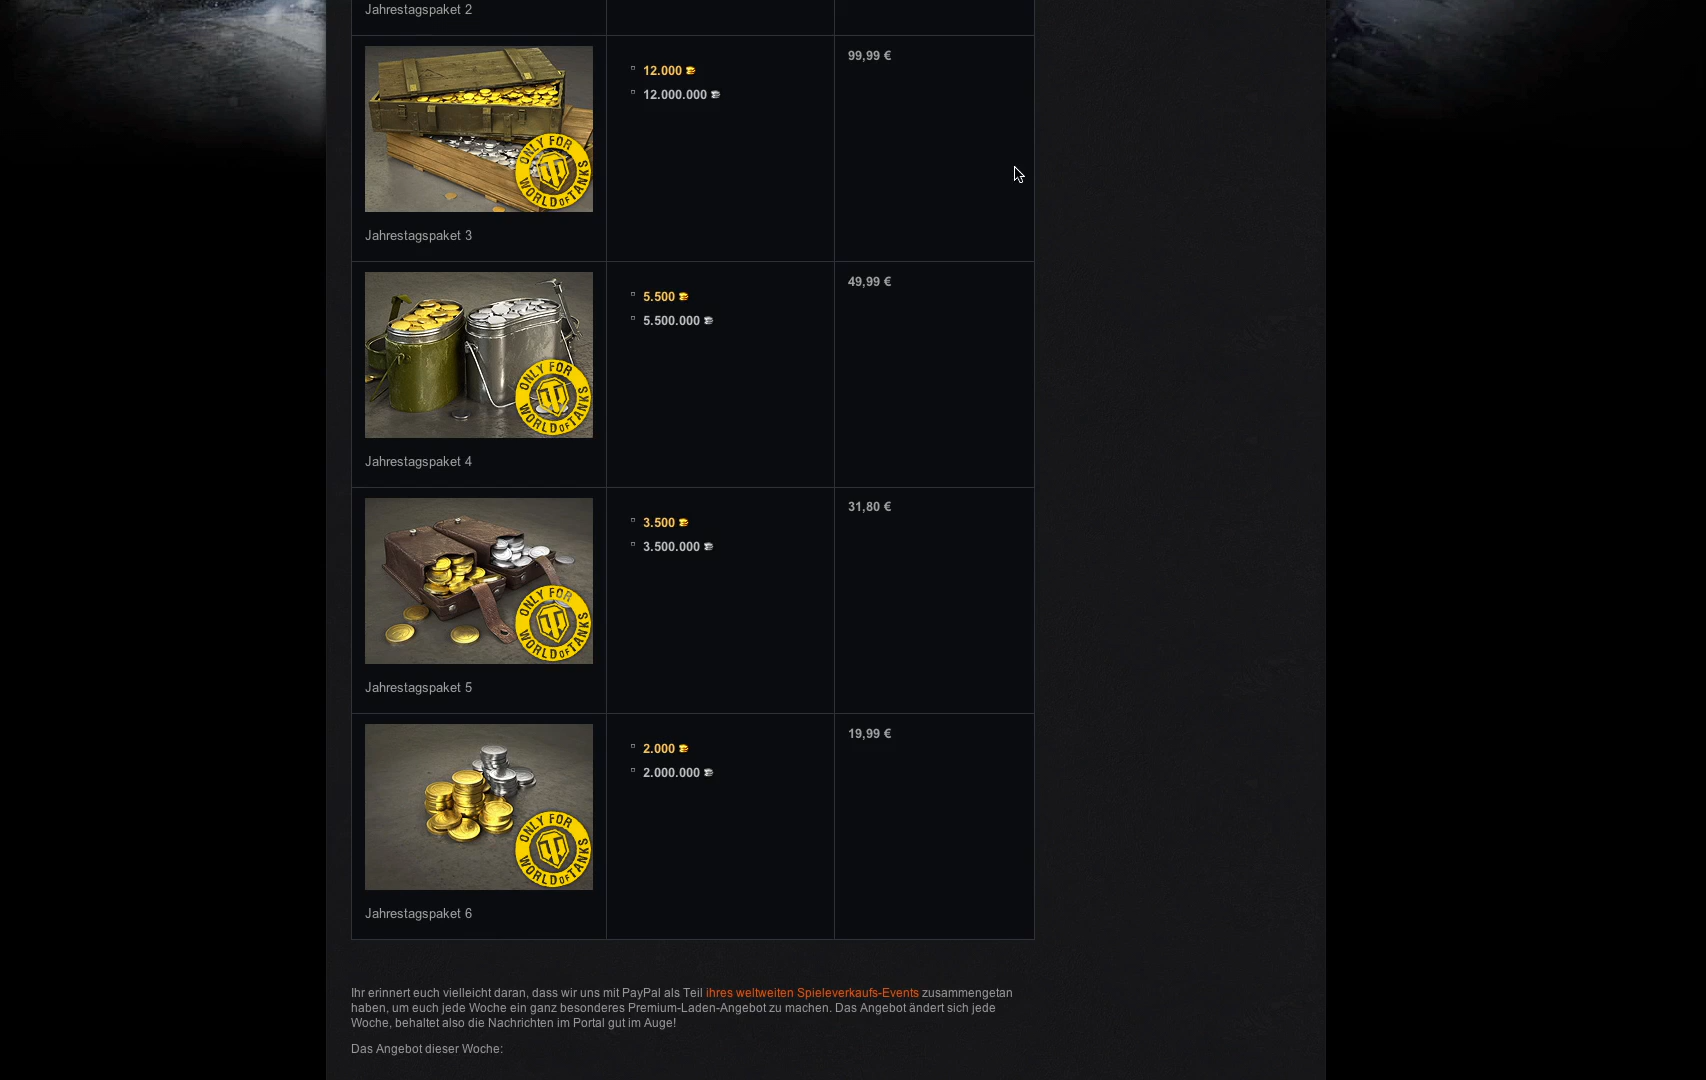 Jahrestagspaket 2
99,99 €
12.000
12.000.000
ONLY FOR WORLD OF TANKS
Jahrestagspaket 3
49,99 €
5.500
5.500.000
ONLY FOR WORLD OF TANKS
Jahrestagspaket 4
31,80 €
3.500
3.500.000
ONLY FOR WORLD OF TANKS
Jahrestagspaket 5
19,99 €
2.000
2.000.000
ONLY FOR WORLD OF TANKS
Jahrestagspaket 6
Ihr erinnert euch vielleicht daran, dass wir uns mit PayPal als Teil ihres weltweiten Spieleverkaufs-Events zusammengetan
haben, um euch jede Woche ein ganz besonderes Premium-Laden-Angebot zu machen. Das Angebot ändert sich jede
Woche, behaltet also die Nachrichten im Portal gut im Auge!
Das Angebot dieser Woche: